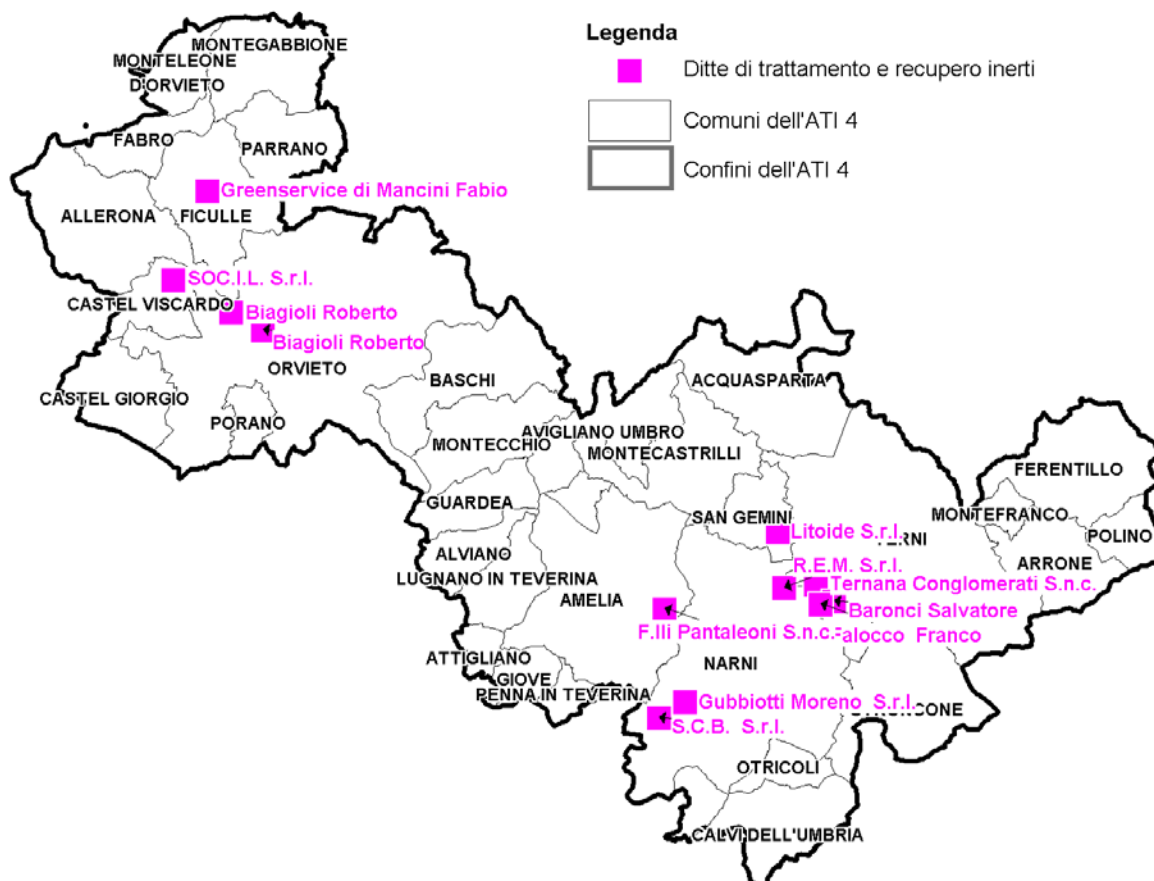 Legenda
Ditte di trattamento e recupero inerti
Comuni dell'ATI 4
Confini dell'ATI 4
MONTEGABBIONE
MONTELEONE
D'ORVIETO
FABRO
PARRANO
Greenservice di Mancini Fabio
ALLERONA
FICULLE
SOC.I.L. S.r.l.
CASTEL VISCARDO
Biagioli Roberto
Biagioli Roberto
ORVIETO
BASCHI
ACQUASPARTA
CASTEL GIORGIO
PORANO
AVIGLIANO UMBRO
MONTECCHIO
MONTECASTRILLI
FERENTILLO
GUARDEA
SAN GEMINI
MONTEFRANCO
Litoide S.r.l.
POLINO
ALVIANO
R.E.M. S.r.l.
ARRONE
LUGNANO IN TEVERINA
Ternana Conglomerati S.n.c.
AMELIA
Baronci Salvatore
F.lli Pantaleoni S.n.c.
alocco Franco
ATTIGLIANO
NARNI
GIOVE
PENNA IN TEVERINA
Gubbiotti Moreno S.r.l.
S.C.B. S.r.l.
OTRICOLI
CALVI DELL'UMBRIA